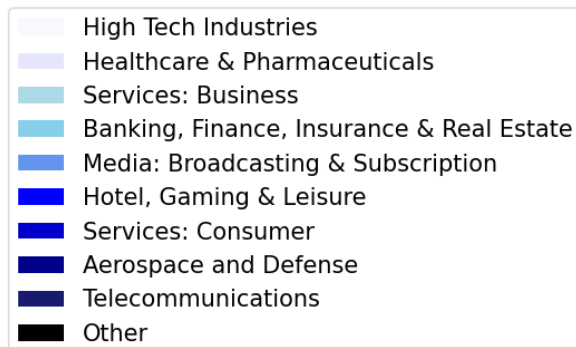 High Tech Industries
Healthcare & Pharmaceuticals
Services: Business
Banking, Finance, Insurance & Real Estate
Media: Broadcasting & Subscription
Hotel, Gaming & Leisure
Services: Consumer
Aerospace and Defense
Telecommunications
Other